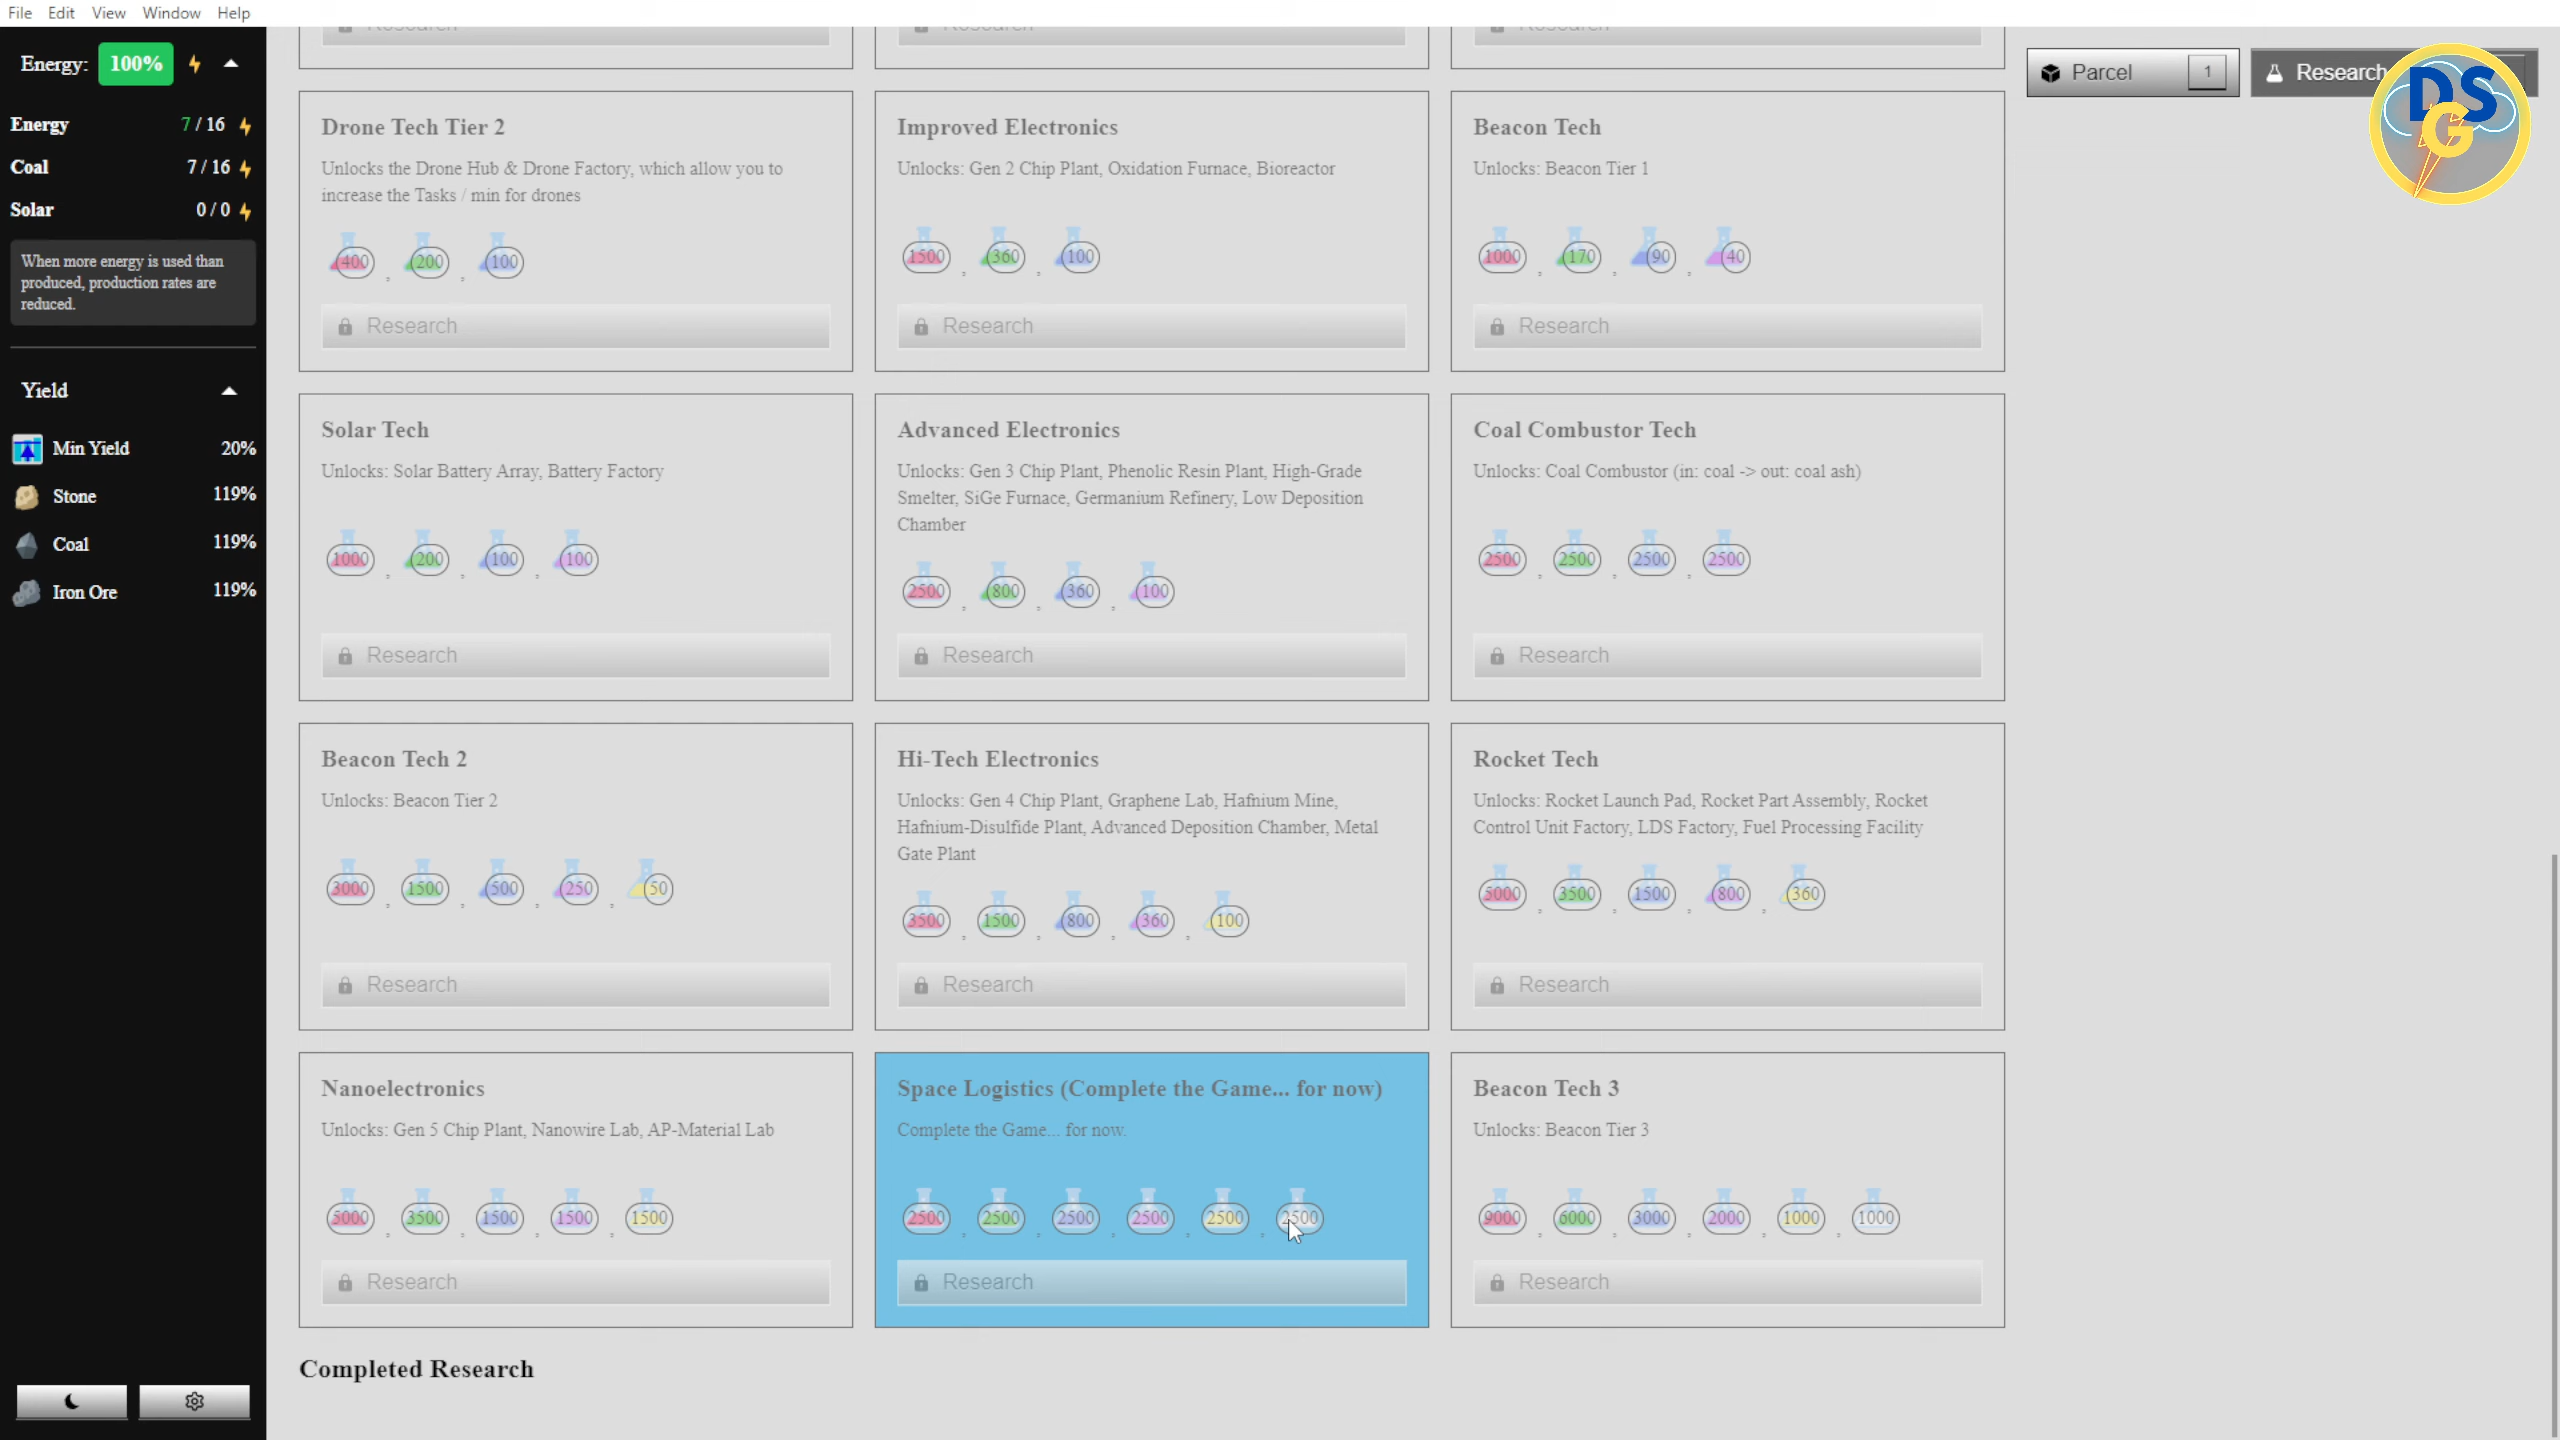 File Edit View Window Help
Energy: 100%
Energy 7 / 16
Coal 7 / 16
Solar 0 / 0
When more energy is used than
produced, production rates are
reduced.
Yield
Min Yield 20%
Stone 119%
Coal 119%
Iron Ore 119%
Research Research Research
Parcel 1
Research
DSG
Drone Tech Tier 2
Unlocks the Drone Hub & Drone Factory, which allow you to
increase the Tasks / min for drones
400 , 200 , 100
Research
Improved Electronics
Unlocks: Gen 2 Chip Plant, Oxidation Furnace, Bioreactor
1500 , 360 , 100
Research
Beacon Tech
Unlocks: Beacon Tier 1
1000 , 170 , 90 , 40
Research
Solar Tech
Unlocks: Solar Battery Array, Battery Factory
1000 , 200 , 100 , 100
Research
Advanced Electronics
Unlocks: Gen 3 Chip Plant, Phenolic Resin Plant, High-Grade
Smelter, SiGe Furnace, Germanium Refinery, Low Deposition
Chamber
2500 , 800 , 360 , 100
Research
Coal Combustor Tech
Unlocks: Coal Combustor (in: coal -> out: coal ash)
2500 , 2500 , 2500 , 2500
Research
Beacon Tech 2
Unlocks: Beacon Tier 2
3000 , 1500 , 500 , 250 , 50
Research
Hi-Tech Electronics
Unlocks: Gen 4 Chip Plant, Graphene Lab, Hafnium Mine,
Hafnium-Disulfide Plant, Advanced Deposition Chamber, Metal
Gate Plant
3500 , 1500 , 800 , 360 , 100
Research
Rocket Tech
Unlocks: Rocket Launch Pad, Rocket Part Assembly, Rocket
Control Unit Factory, LDS Factory, Fuel Processing Facility
5000 , 3500 , 1500 , 800 , 360
Research
Nanoelectronics
Unlocks: Gen 5 Chip Plant, Nanowire Lab, AP-Material Lab
5000 , 3500 , 1500 , 1500 , 1500
Research
Space Logistics (Complete the Game... for now)
Complete the Game... for now.
2500 , 2500 , 2500 , 2500 , 2500 , 2500
Research
Beacon Tech 3
Unlocks: Beacon Tier 3
9000 , 6000 , 3000 , 2000 , 1000 , 1000
Research
Completed Research